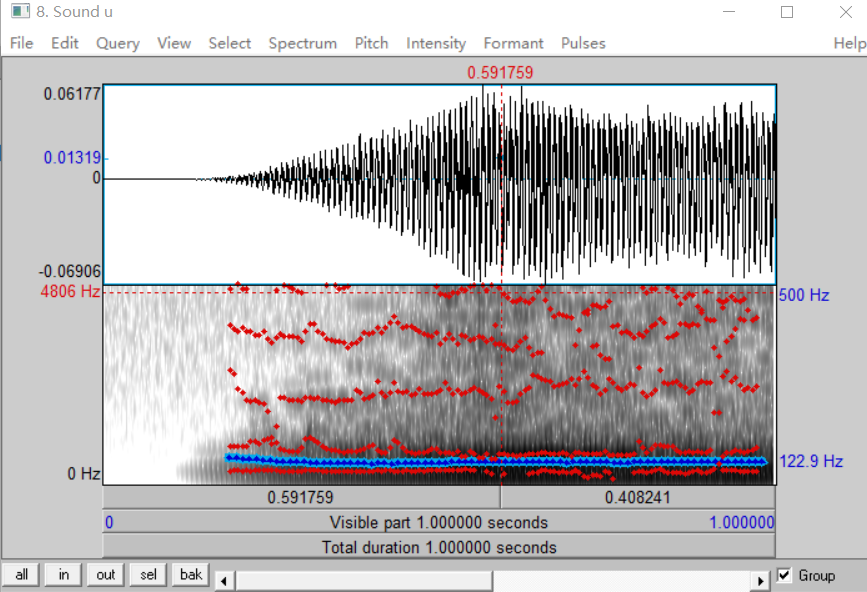 8. Sound u
File Edit Query View Select Spectrum Pitch Intensity Formant Pulses Help
0.591759
0.06177
0.01319
0
-0.06906
4806 Hz
500 Hz
0 Hz
122.9 Hz
0.591759 0.408241
0 Visible part 1.000000 seconds 1.000000
Total duration 1.000000 seconds
all in out sel bak Group